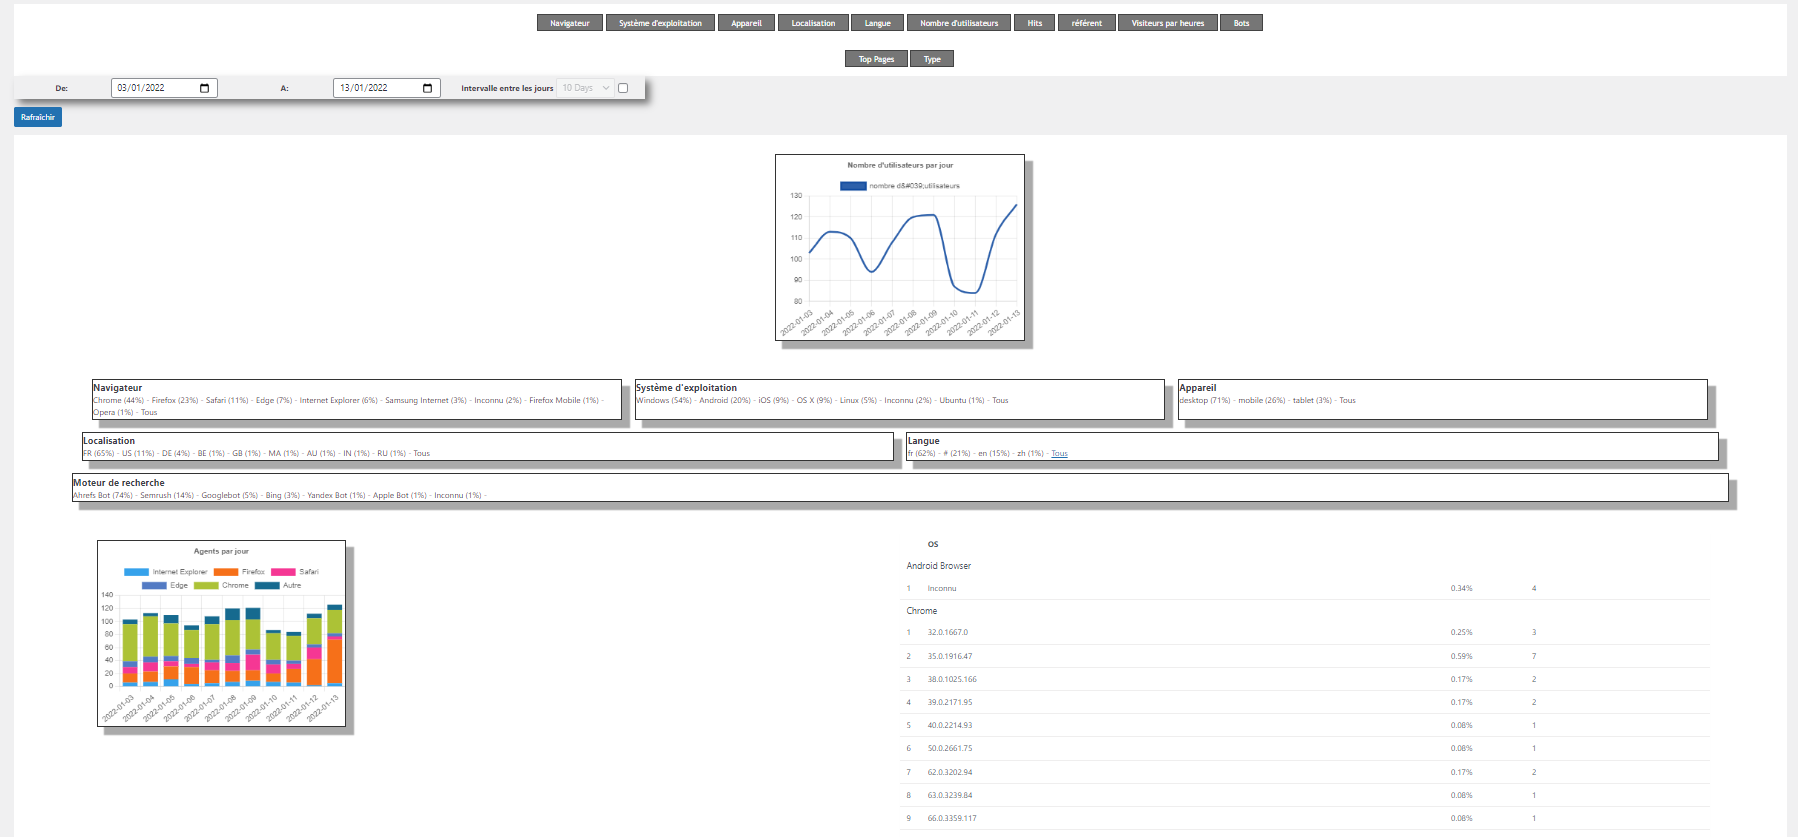 Navigateur Système d'exploitation Appareil Localisation Langue Nombre d'utilisateurs Hits référent Visiteurs par heures Bots
Top Pages Type
De: 03/01/2022 A: 13/01/2022 Intervalle entre les jours 10 Days
Rafraîchir
Nombre d'utilisateurs par jour
nombre d&#039;utilisateurs
130
120
110
100
90
80
2022-01-03 2022-01-04 2022-01-05 2022-01-06 2022-01-07 2022-01-08 2022-01-09 2022-01-10 2022-01-11 2022-01-12 2022-01-13
Navigateur
Chrome (44%) - Firefox (23%) - Safari (11%) - Edge (7%) - Internet Explorer (6%) - Samsung Internet (3%) - Inconnu (2%) - Firefox Mobile (1%) -
Opera (1%) - Tous
Système d'exploitation
Windows (54%) - Android (20%) - iOS (9%) - OS X (9%) - Linux (5%) - Inconnu (2%) - Ubuntu (1%) - Tous
Appareil
desktop (71%) - mobile (26%) - tablet (3%) - Tous
Localisation
FR (65%) - US (11%) - DE (4%) - BE (1%) - GB (1%) - MA (1%) - AU (1%) - IN (1%) - RU (1%) - Tous
Langue
fr (62%) - # (21%) - en (15%) - zh (1%) - Tous
Moteur de recherche
Ahrefs Bot (74%) - Semrush (14%) - Googlebot (5%) - Bing (3%) - Yandex Bot (1%) - Apple Bot (1%) - Inconnu (1%) -
Agents par jour
Internet Explorer Firefox Safari
Edge Chrome Autre
140
120
100
80
60
40
20
0
2022-01-03 2022-01-04 2022-01-05 2022-01-06 2022-01-07 2022-01-08 2022-01-09 2022-01-10 2022-01-11 2022-01-12 2022-01-13
OS
Android Browser
1 Inconnu 0.34% 4
Chrome
1 32.0.1667.0 0.25% 3
2 35.0.1916.47 0.59% 7
3 38.0.1025.166 0.17% 2
4 39.0.2171.95 0.17% 2
5 40.0.2214.93 0.08% 1
6 50.0.2661.75 0.08% 1
7 62.0.3202.94 0.17% 2
8 63.0.3239.84 0.08% 1
9 66.0.3359.117 0.08% 1